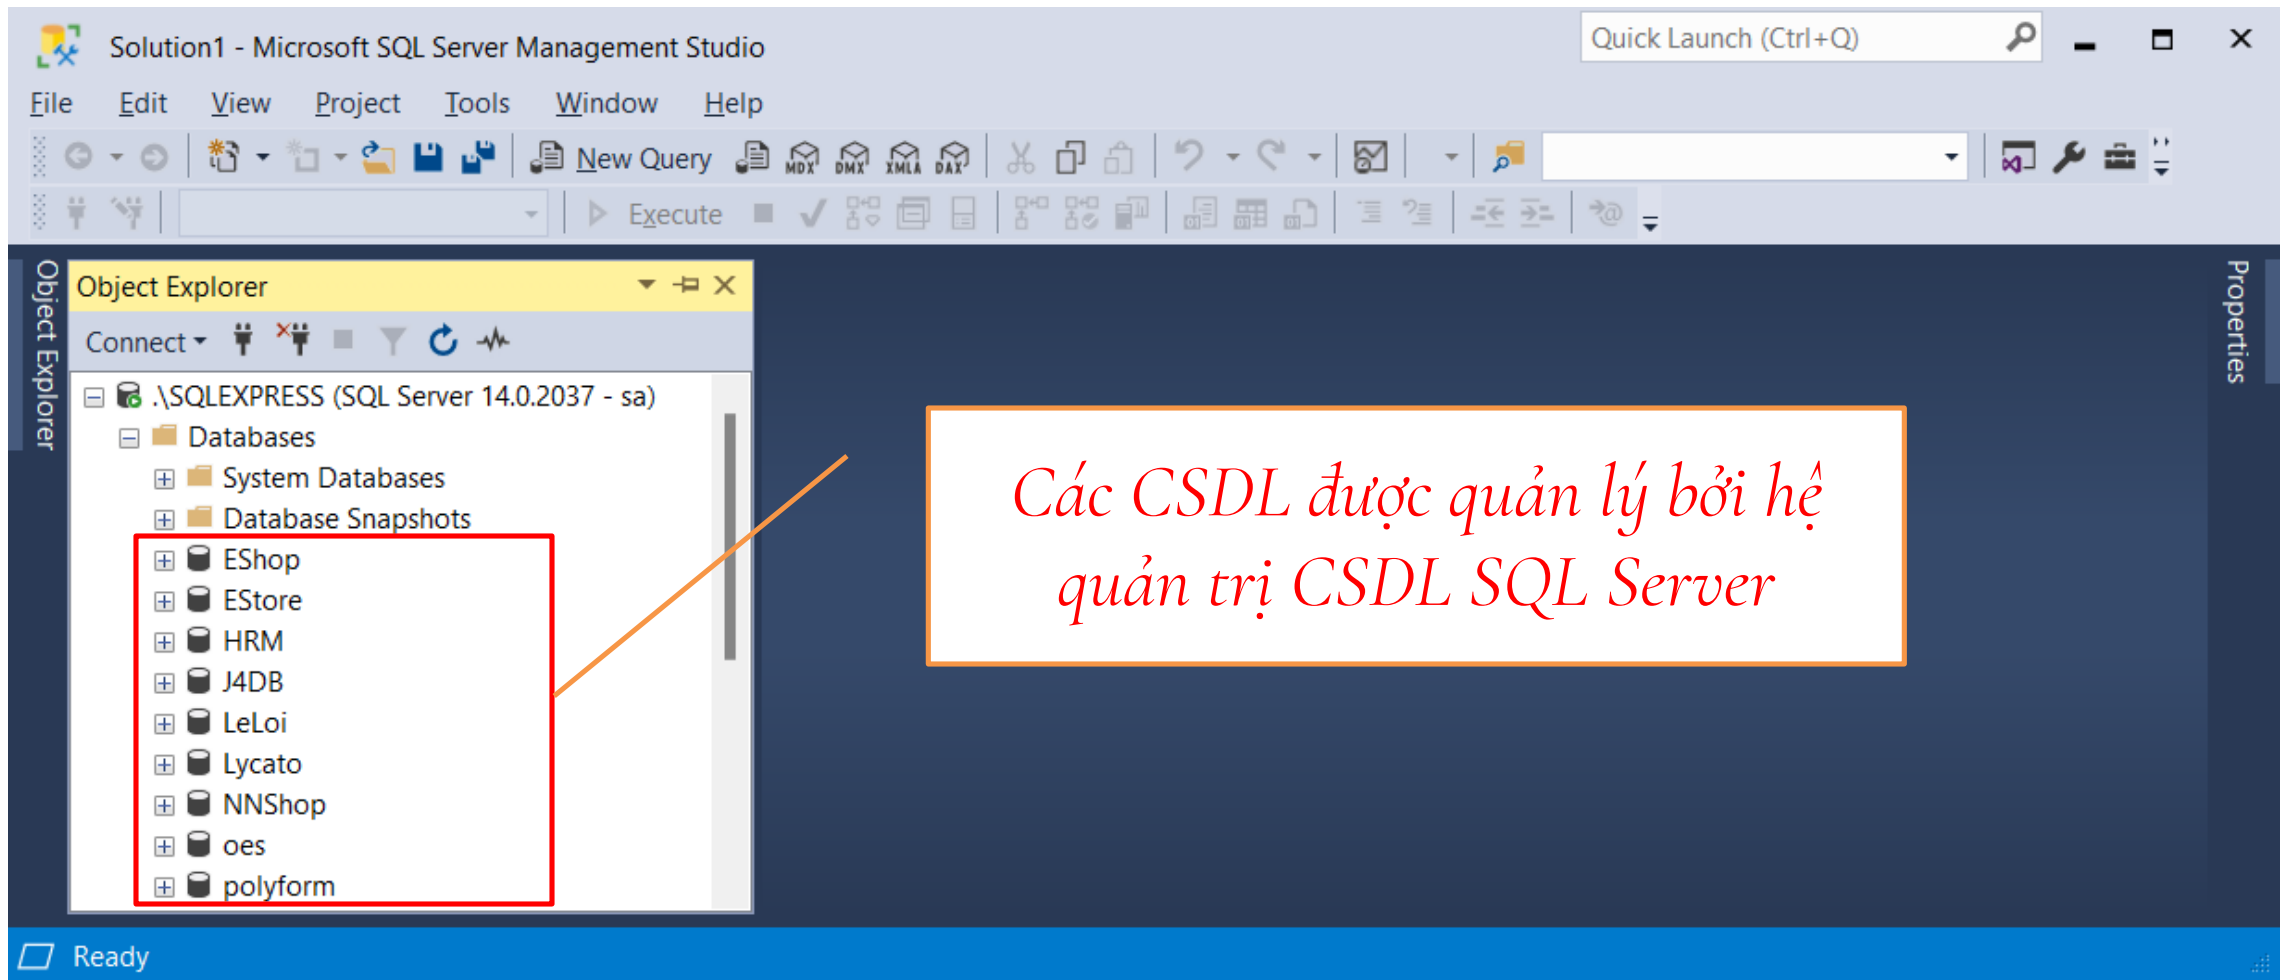 Solution1 - Microsoft SQL Server Management Studio
Quick Launch (Ctrl+Q)
File Edit View Project Tools Window Help
New Query MDX DMX XMLA DAX
Execute
Object Explorer
Object Explorer
Properties
Connect
.\SQLEXPRESS (SQL Server 14.0.2037 - sa)
Databases
System Databases
Database Snapshots
EShop
EStore
HRM
J4DB
LeLoi
Lycato
NNShop
oes
polyform
Các CSDL được quản lý bởi hệ
quản trị CSDL SQL Server
Ready